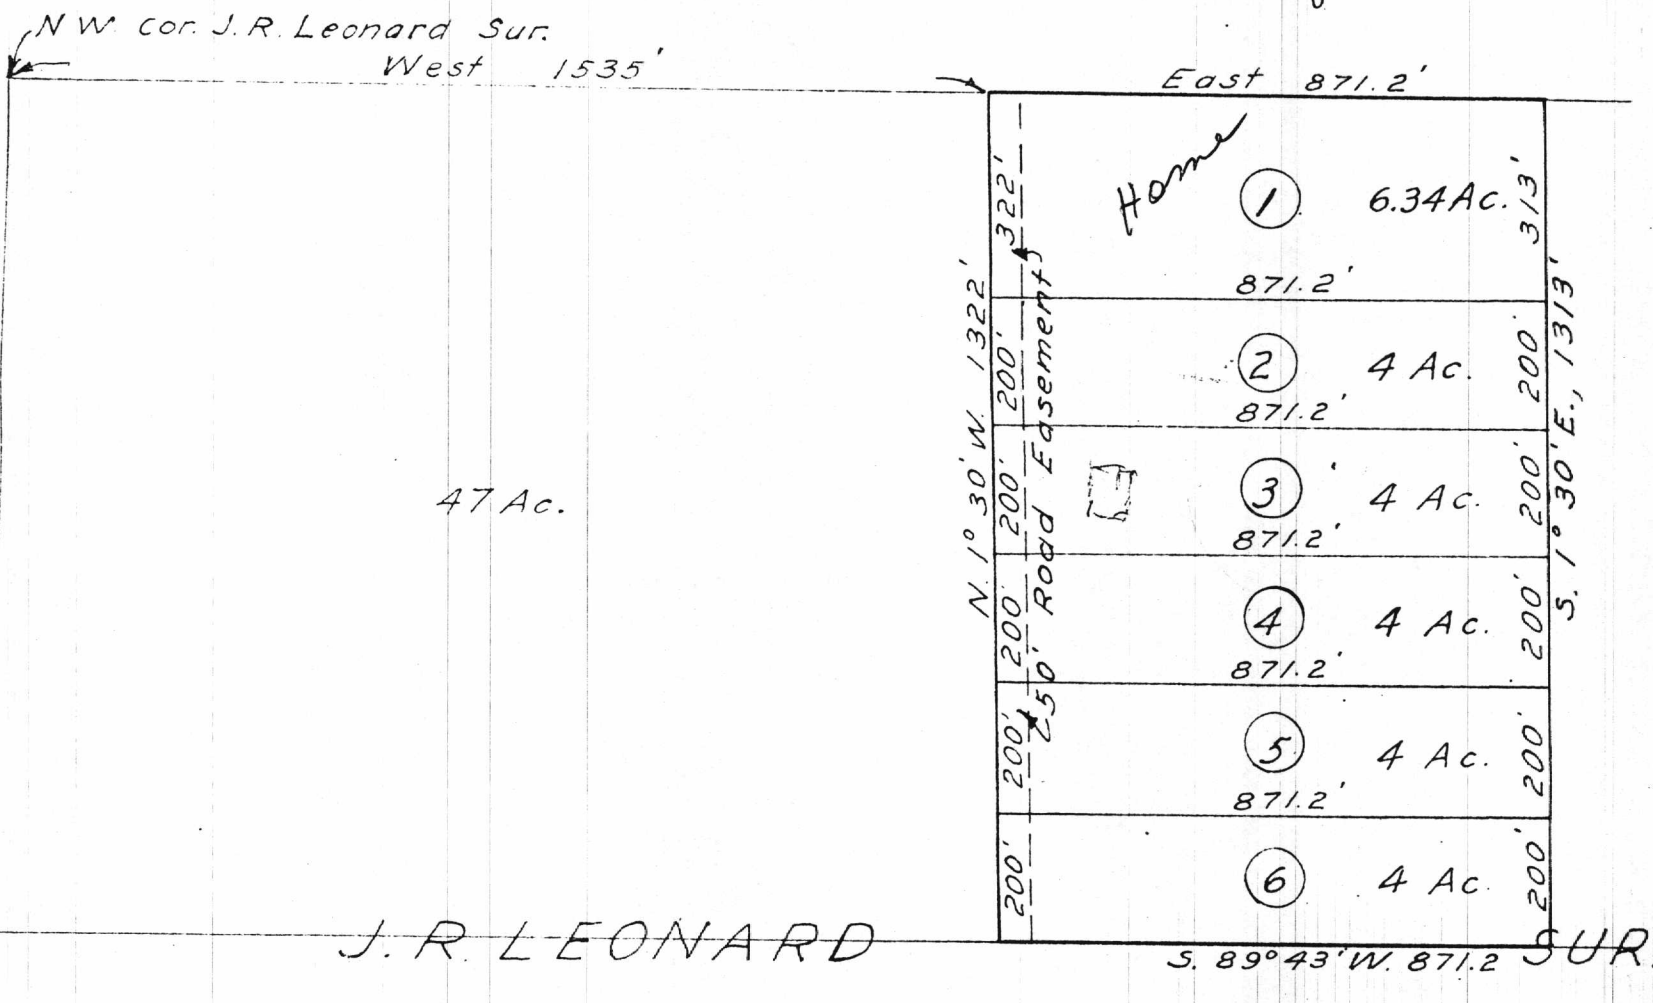 N W. cor. J. R. Leonard Sur.
West 1535'
East 871.2'
Home
1 6.34 Ac.
322'
313'
871.2'
N. 1° 30' W. 1322'
50' Road Easement
S. 1° 30' E., 1313'
2 4 Ac.
200'
200'
871.2'
47 Ac.
3 4 Ac.
200'
200'
871.2'
4 4 Ac.
200'
200'
871.2'
5 4 Ac.
200'
200'
871.2'
6 4 Ac.
200'
200'
J. R. LEONARD SUR.
S. 89° 43' W. 871.2